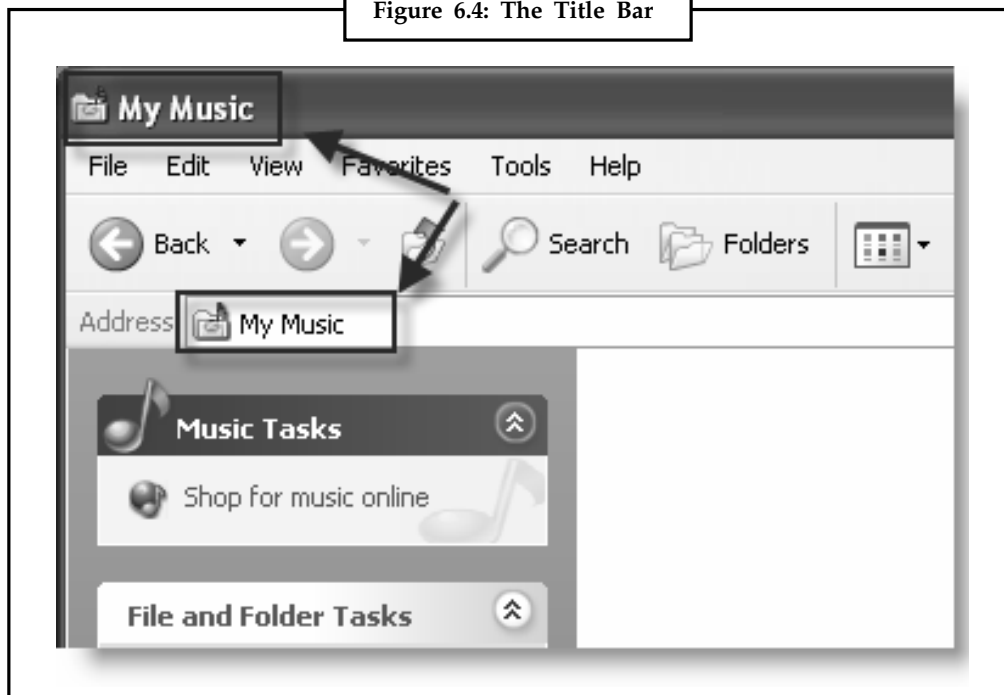 Figure 6.4: The Title Bar
My Music
File Edit View Favorites Tools Help
Back Search Folders
Address My Music
Music Tasks
Shop for music online
File and Folder Tasks